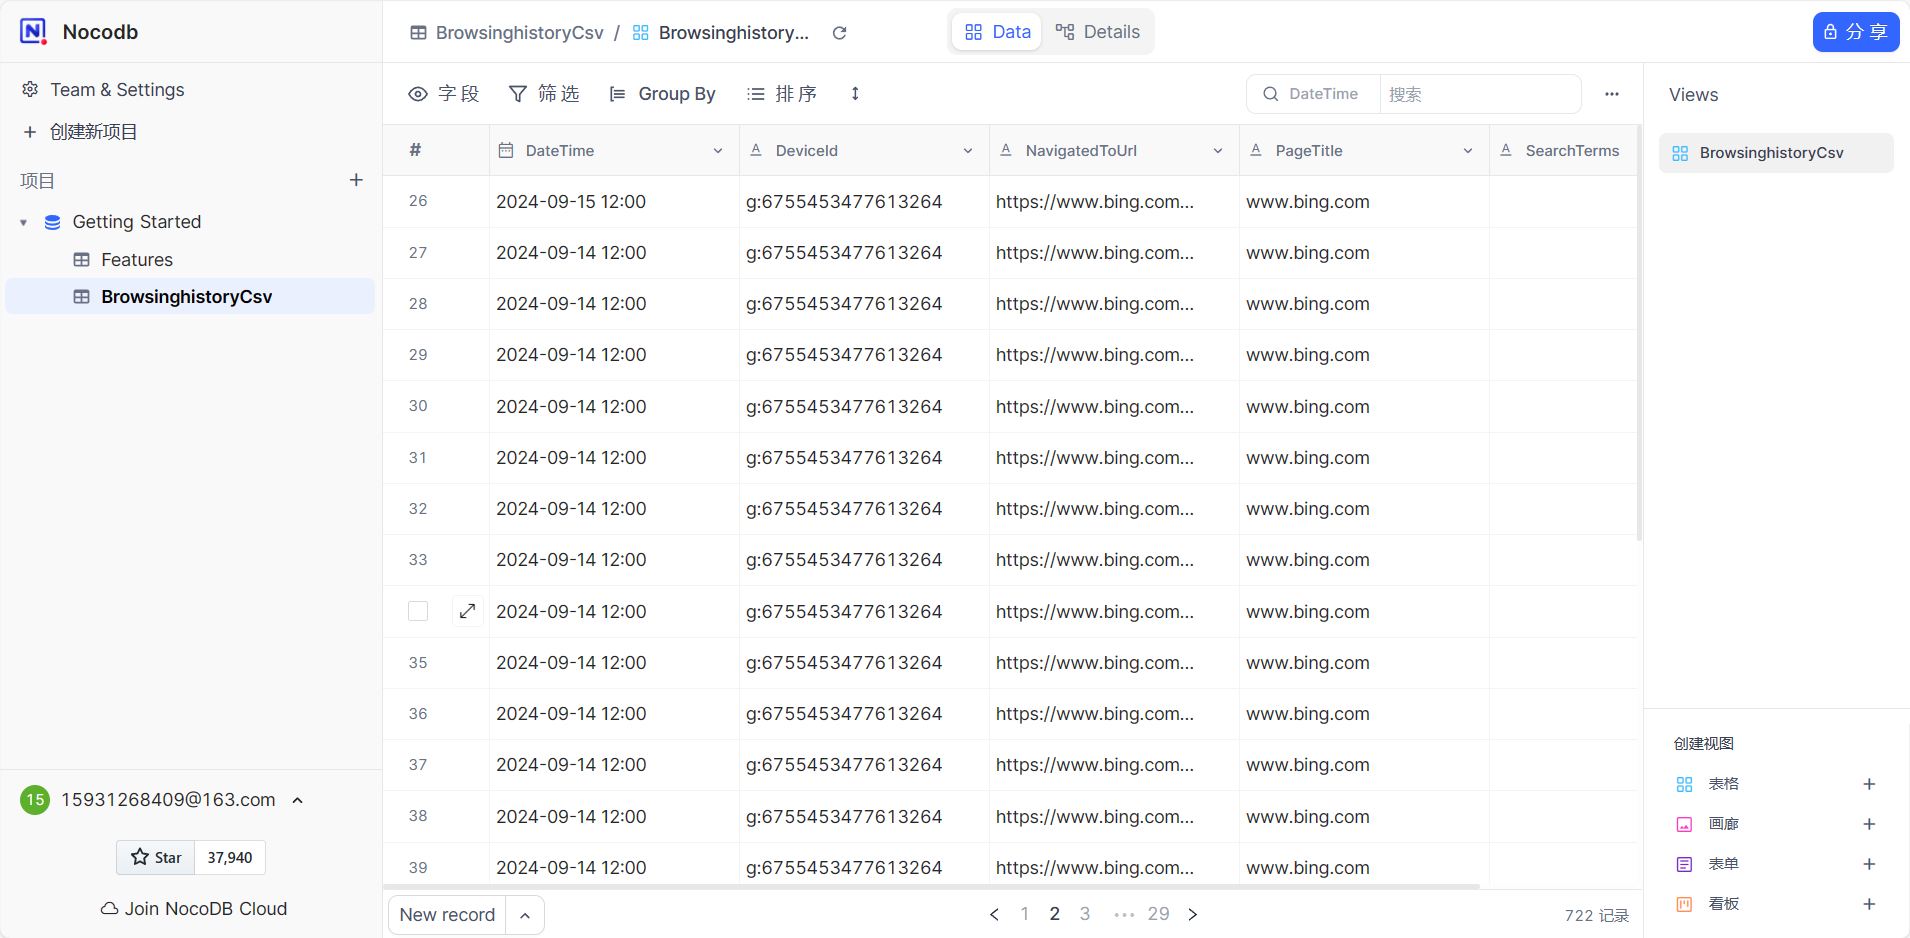 Nocodb
BrowsinghistoryCsv / Browsinghistory...
Data Details
分享
Team & Settings
创建新项目
项目
Getting Started
Features
BrowsinghistoryCsv
字段 筛选 Group By 排序
DateTime 搜索
Views
BrowsinghistoryCsv
# DateTime DeviceId NavigatedToUrl PageTitle SearchTerms
26 2024-09-15 12:00 g:6755453477613264 https://www.bing.com... www.bing.com
27 2024-09-14 12:00 g:6755453477613264 https://www.bing.com... www.bing.com
28 2024-09-14 12:00 g:6755453477613264 https://www.bing.com... www.bing.com
29 2024-09-14 12:00 g:6755453477613264 https://www.bing.com... www.bing.com
30 2024-09-14 12:00 g:6755453477613264 https://www.bing.com... www.bing.com
31 2024-09-14 12:00 g:6755453477613264 https://www.bing.com... www.bing.com
32 2024-09-14 12:00 g:6755453477613264 https://www.bing.com... www.bing.com
33 2024-09-14 12:00 g:6755453477613264 https://www.bing.com... www.bing.com
2024-09-14 12:00 g:6755453477613264 https://www.bing.com... www.bing.com
35 2024-09-14 12:00 g:6755453477613264 https://www.bing.com... www.bing.com
36 2024-09-14 12:00 g:6755453477613264 https://www.bing.com... www.bing.com
37 2024-09-14 12:00 g:6755453477613264 https://www.bing.com... www.bing.com
38 2024-09-14 12:00 g:6755453477613264 https://www.bing.com... www.bing.com
39 2024-09-14 12:00 g:6755453477613264 https://www.bing.com... www.bing.com
创建视图
表格
画廊
表单
看板
15 15931268409@163.com
Star 37,940
Join NocoDB Cloud
New record
1 2 3 ••• 29
722 记录